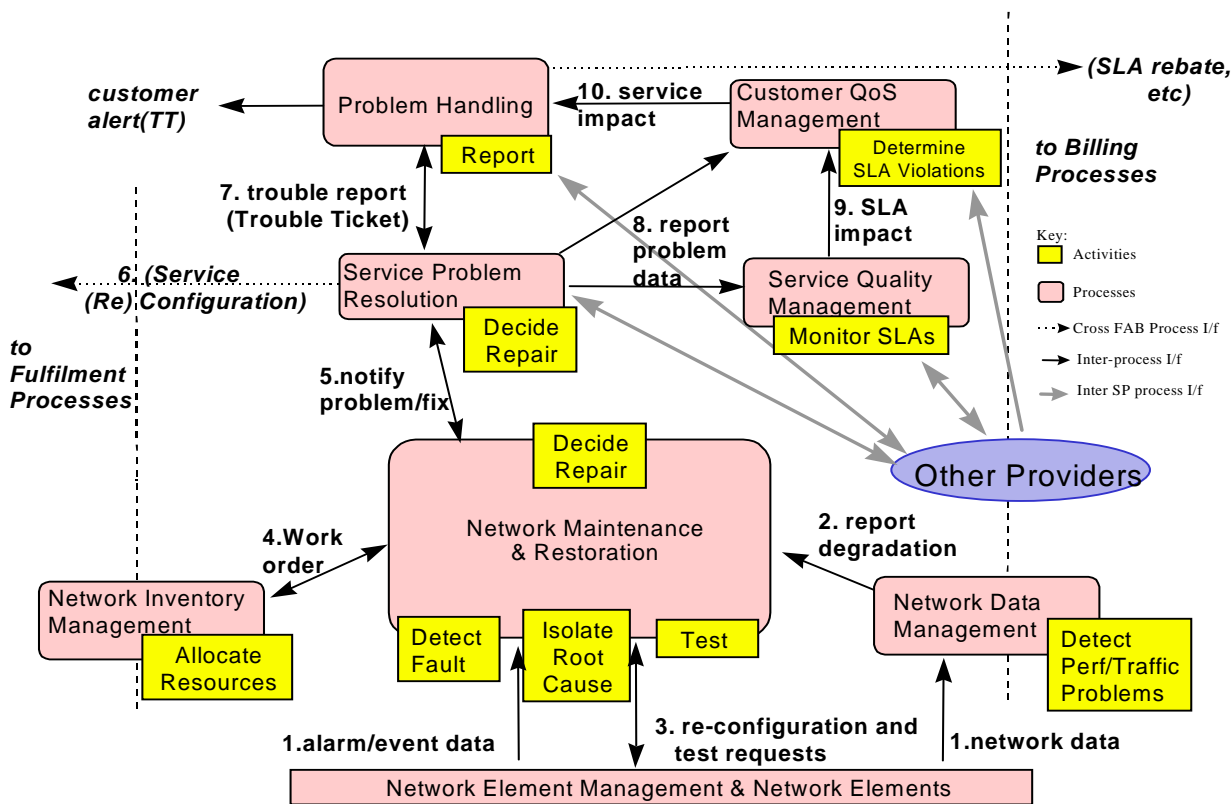 (SLA rebate,
etc)
customer
alert(TT)
Problem Handling
10. service
impact
Customer QoS
Management
Report
Determine
SLA Violations
to Billing
Processes
7. trouble report
(Trouble Ticket)
8. report
problem
data
9. SLA
impact
Key:
Activities
Processes
Cross FAB Process I/f
Inter-process I/f
Inter SP process I/f
6. (Service
(Re) Configuration)
Service Problem
Resolution
Service Quality
Management
Decide
Repair
Monitor SLAs
to
Fulfilment
Processes
5.notify
problem/fix
Decide
Repair
Other Providers
Network Maintenance
& Restoration
2. report
degradation
4.Work
order
Network Inventory
Management
Allocate
Resources
Detect
Fault
Isolate
Root
Cause
Test
Network Data
Management
Detect
Perf/Traffic
Problems
1.alarm/event data
3. re-configuration and
test requests
1.network data
Network Element Management & Network Elements